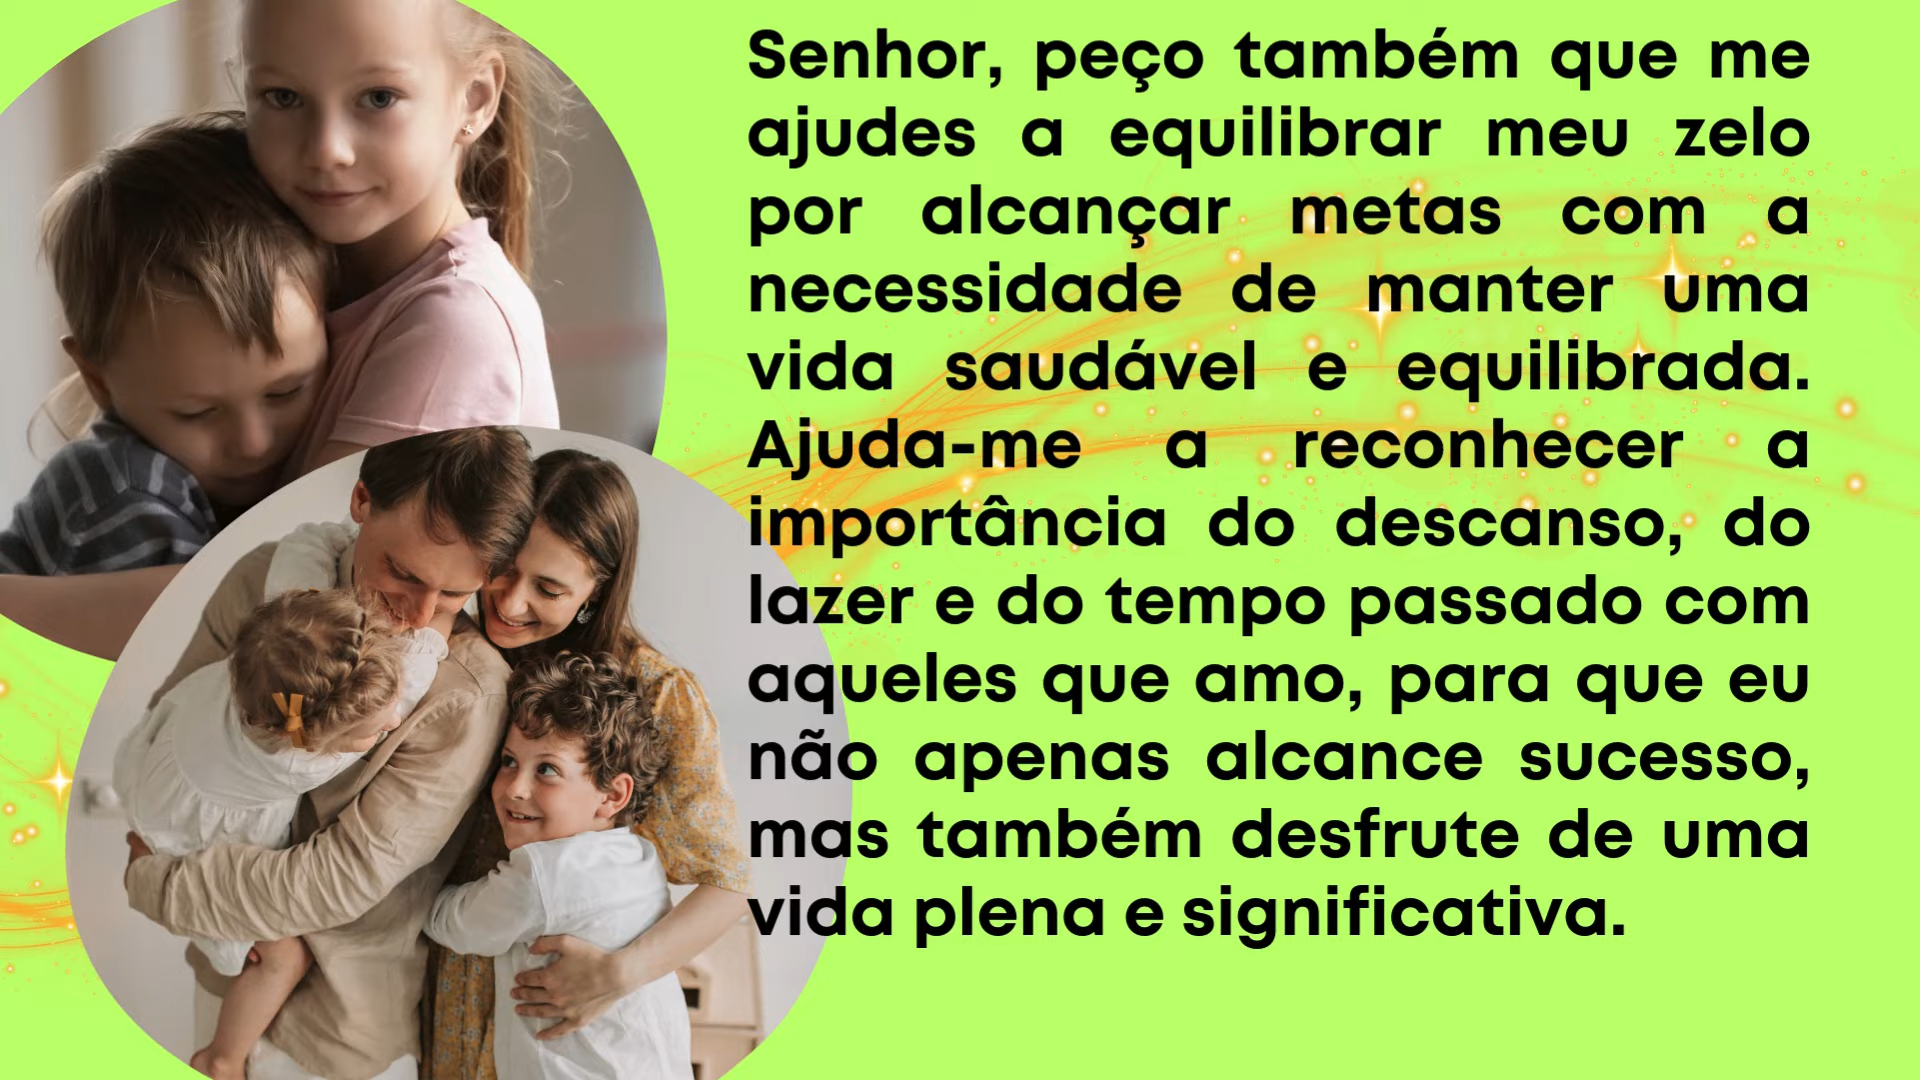 Senhor, peço também que me
ajudes a equilibrar meu zelo
por alcançar metas com a
necessidade de manter uma
vida saudável e equilibrada.
Ajuda-me a reconhecer a
importância do descanso, do
lazer e do tempo passado com
aqueles que amo, para que eu
não apenas alcance sucesso,
mas também desfrute de uma
vida plena e significativa.